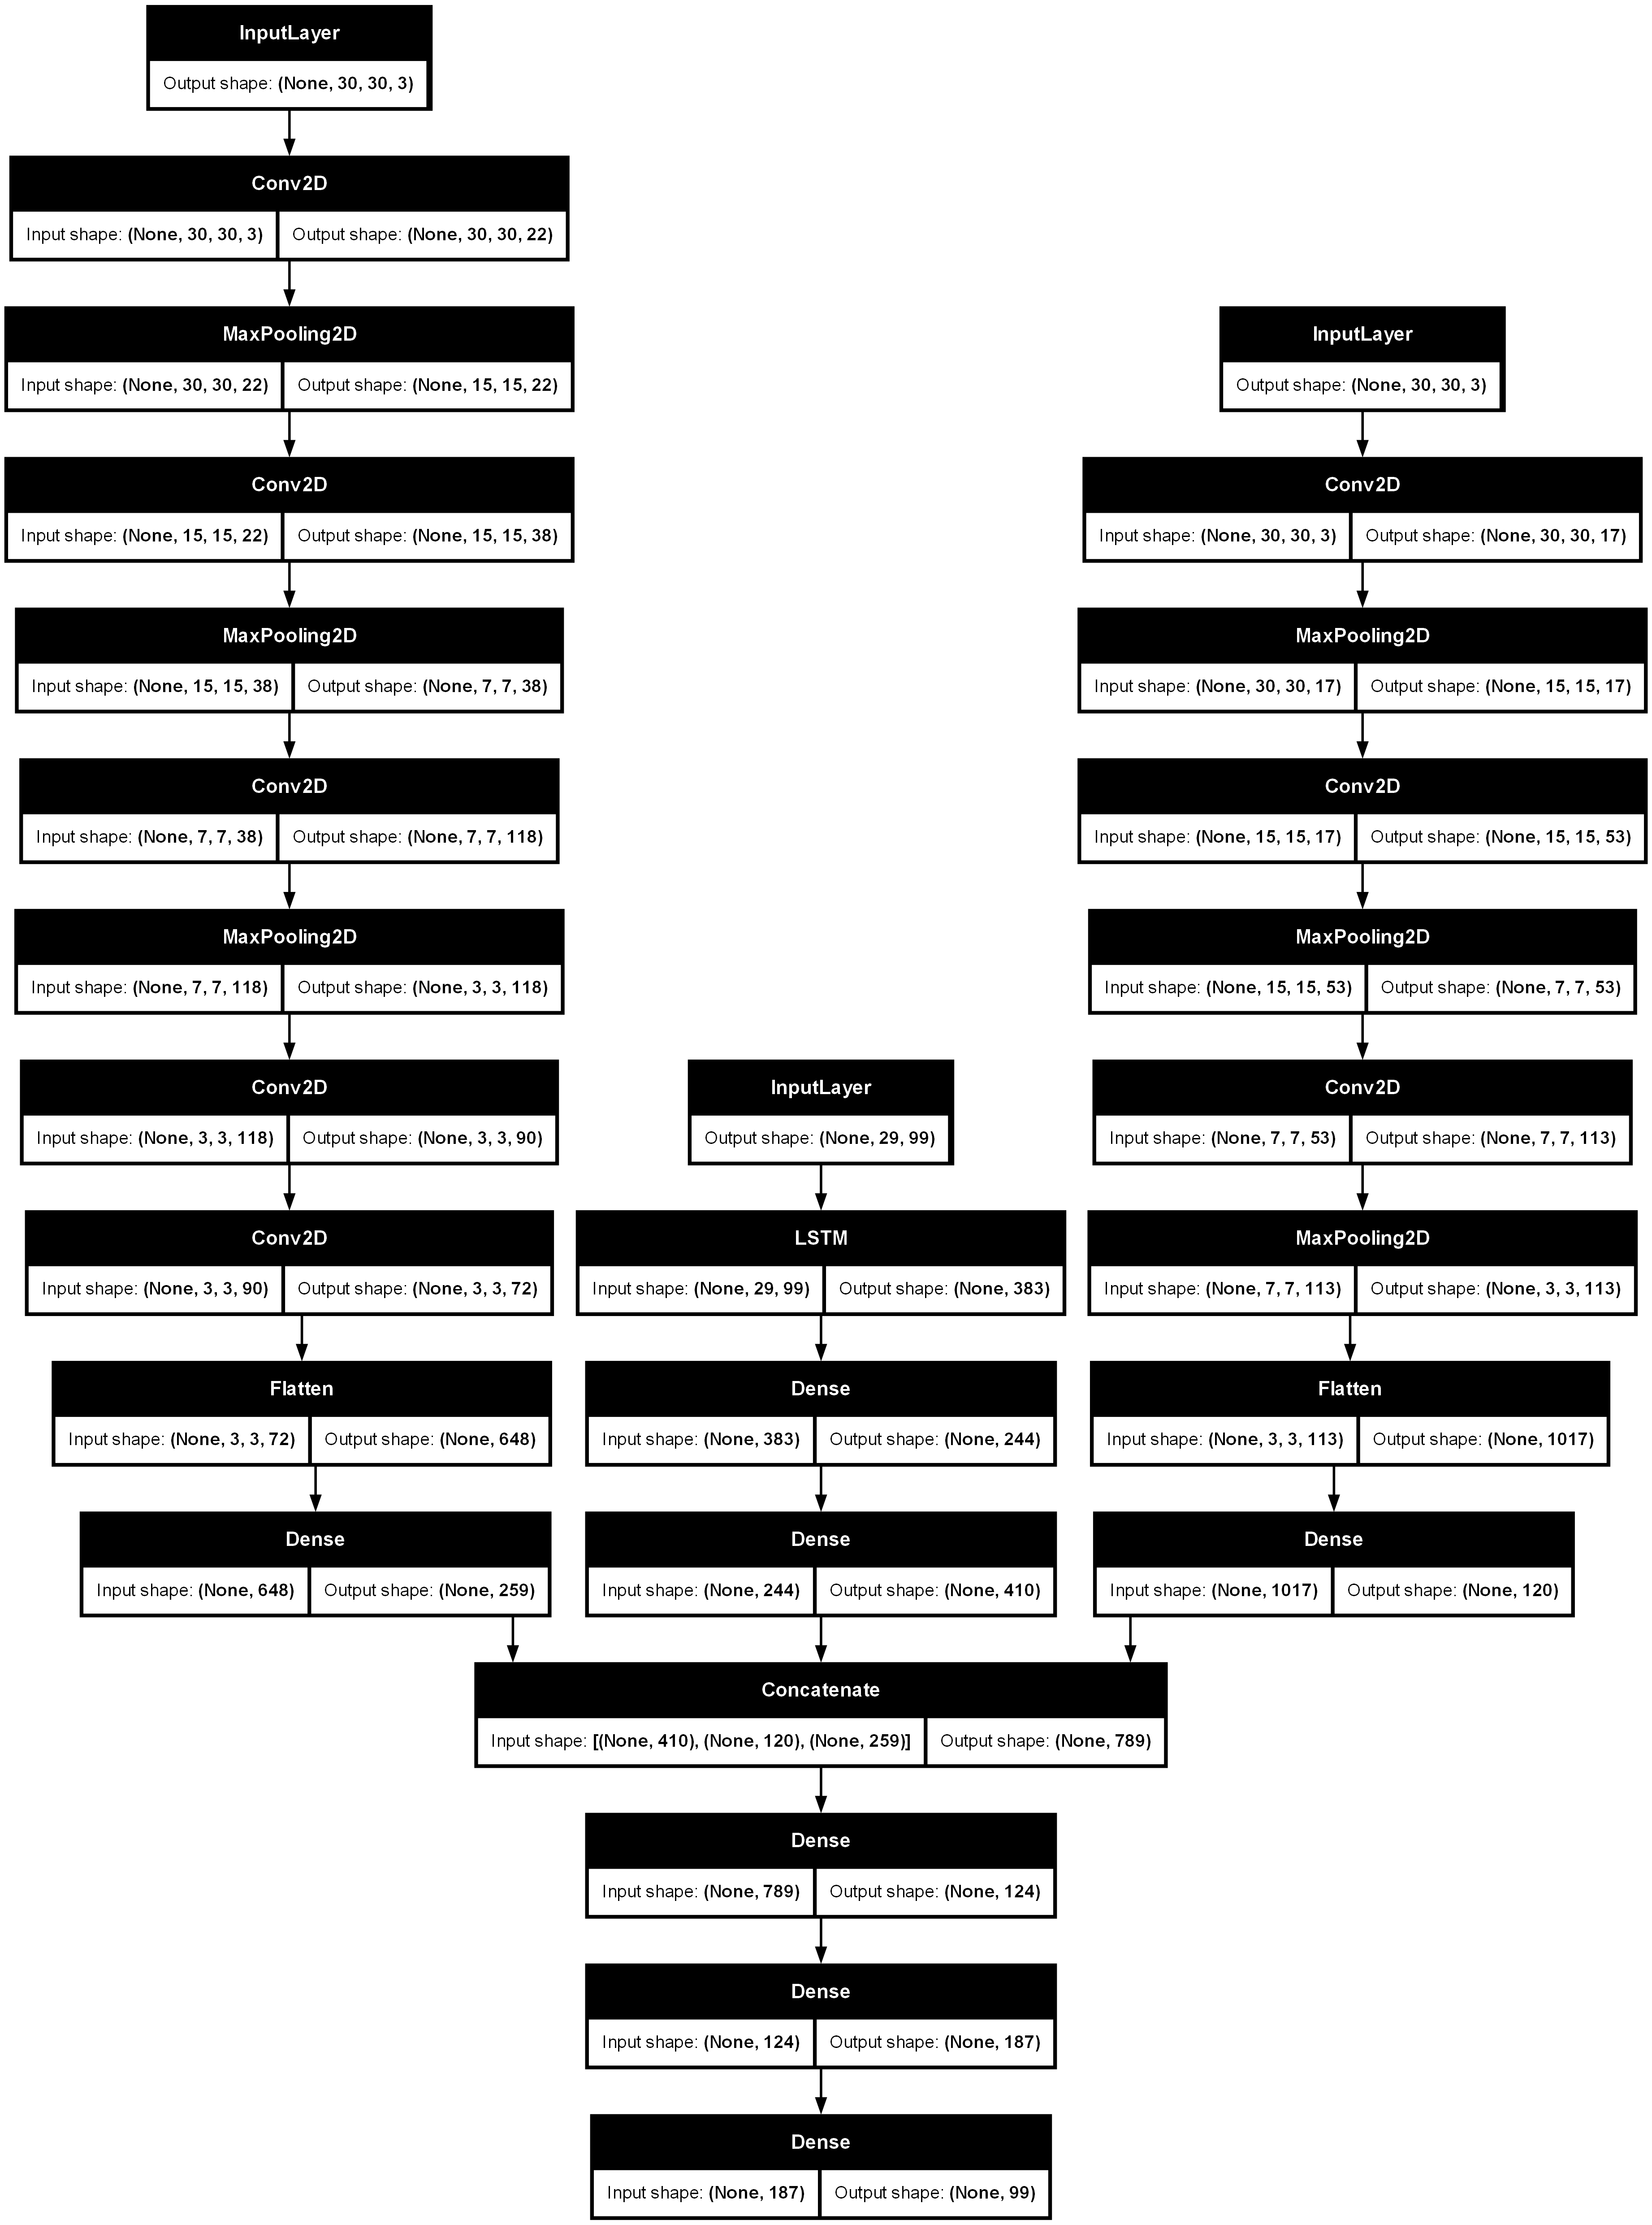 InputLayer
Output shape: (None, 30, 30, 3)
Conv2D
Input shape: (None, 30, 30, 3) Output shape: (None, 30, 30, 22)
MaxPooling2D
Input shape: (None, 30, 30, 22) Output shape: (None, 15, 15, 22)
Conv2D
Input shape: (None, 15, 15, 22) Output shape: (None, 15, 15, 38)
MaxPooling2D
Input shape: (None, 15, 15, 38) Output shape: (None, 7, 7, 38)
Conv2D
Input shape: (None, 7, 7, 38) Output shape: (None, 7, 7, 118)
MaxPooling2D
Input shape: (None, 7, 7, 118) Output shape: (None, 3, 3, 118)
Conv2D
Input shape: (None, 3, 3, 118) Output shape: (None, 3, 3, 90)
Conv2D
Input shape: (None, 3, 3, 90) Output shape: (None, 3, 3, 72)
Flatten
Input shape: (None, 3, 3, 72) Output shape: (None, 648)
Dense
Input shape: (None, 648) Output shape: (None, 259)
InputLayer
Output shape: (None, 29, 99)
LSTM
Input shape: (None, 29, 99) Output shape: (None, 383)
Dense
Input shape: (None, 383) Output shape: (None, 244)
Dense
Input shape: (None, 244) Output shape: (None, 410)
InputLayer
Output shape: (None, 30, 30, 3)
Conv2D
Input shape: (None, 30, 30, 3) Output shape: (None, 30, 30, 17)
MaxPooling2D
Input shape: (None, 30, 30, 17) Output shape: (None, 15, 15, 17)
Conv2D
Input shape: (None, 15, 15, 17) Output shape: (None, 15, 15, 53)
MaxPooling2D
Input shape: (None, 15, 15, 53) Output shape: (None, 7, 7, 53)
Conv2D
Input shape: (None, 7, 7, 53) Output shape: (None, 7, 7, 113)
MaxPooling2D
Input shape: (None, 7, 7, 113) Output shape: (None, 3, 3, 113)
Flatten
Input shape: (None, 3, 3, 113) Output shape: (None, 1017)
Dense
Input shape: (None, 1017) Output shape: (None, 120)
Concatenate
Input shape: [(None, 410), (None, 120), (None, 259)] Output shape: (None, 789)
Dense
Input shape: (None, 789) Output shape: (None, 124)
Dense
Input shape: (None, 124) Output shape: (None, 187)
Dense
Input shape: (None, 187) Output shape: (None, 99)